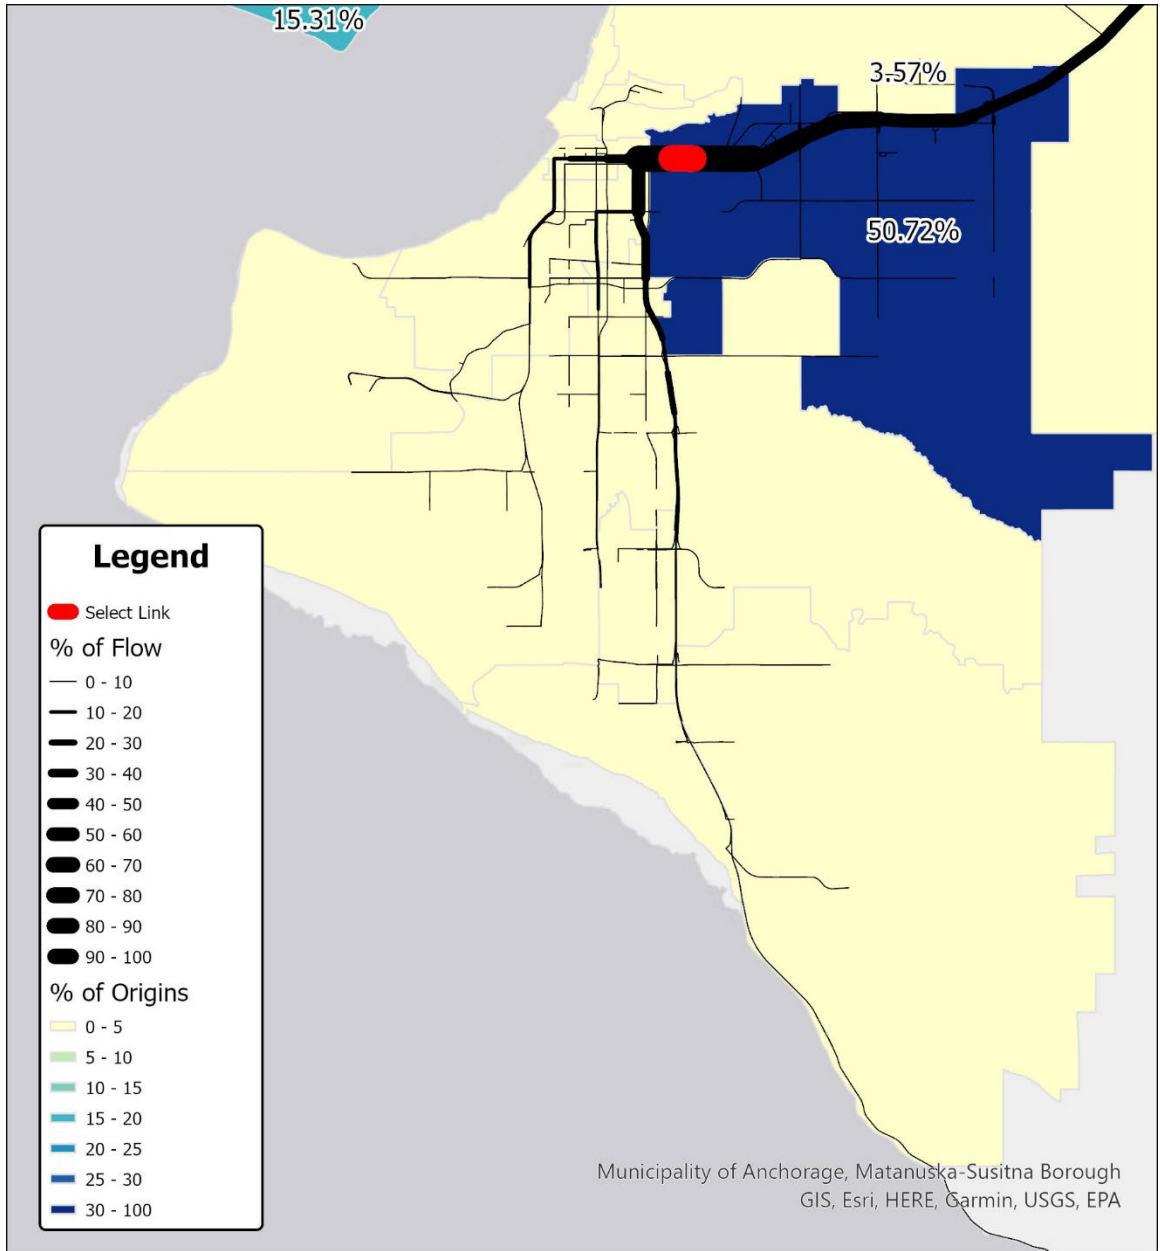 15.31%
3.57%
50.72%
Legend
Select Link
% of Flow
0 - 10
10 - 20
20 - 30
30 - 40
40 - 50
50 - 60
60 - 70
70 - 80
80 - 90
90 - 100
% of Origins
0 - 5
5 - 10
10 - 15
15 - 20
20 - 25
25 - 30
30 - 100
Municipality of Anchorage, Matanuska-Susitna Borough
GIS, Esri, HERE, Garmin, USGS, EPA